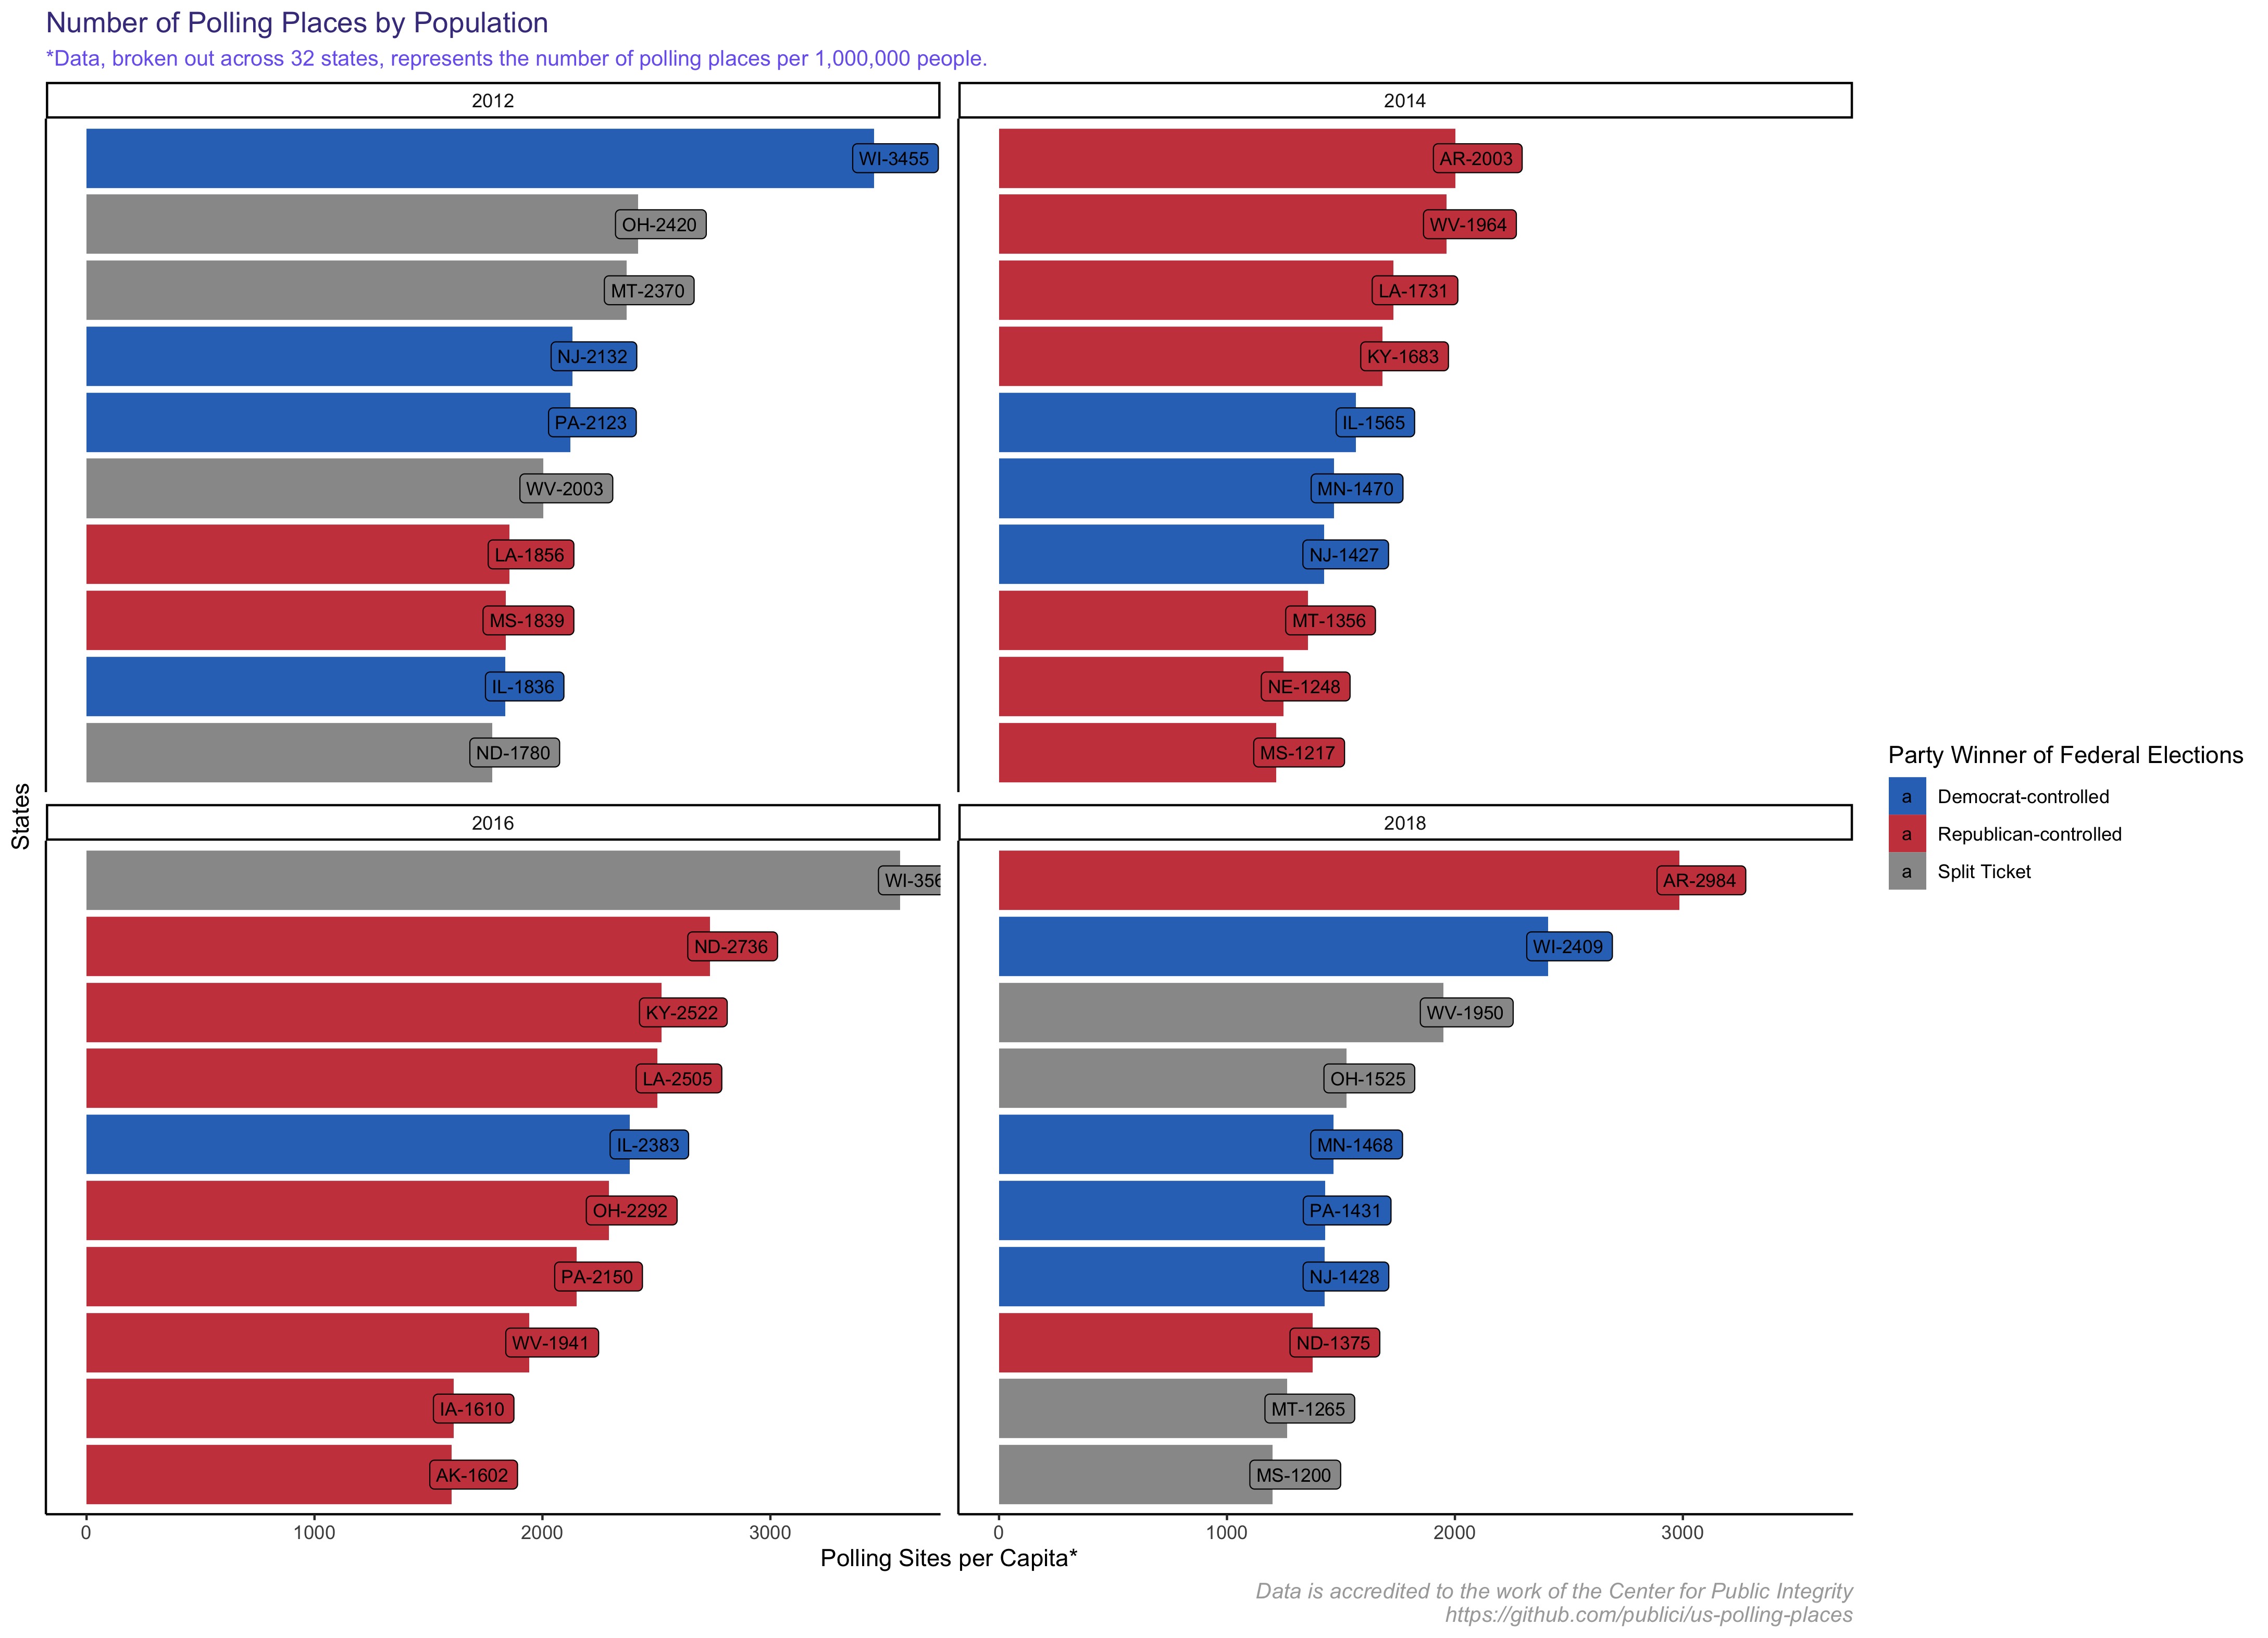 Number of Polling Places by Population
*Data, broken out across 32 states, represents the number of polling places per 1,000,000 people.
2012
WI-3455
OH-2420
MT-2370
NJ-2132
PA-2123
WV-2003
LA-1856
MS-1839
IL-1836
ND-1780
2014
AR-2003
WV-1964
LA-1731
KY-1683
IL-1565
MN-1470
NJ-1427
MT-1356
NE-1248
MS-1217
States
2016
WI-356
ND-2736
KY-2522
LA-2505
IL-2383
OH-2292
PA-2150
WV-1941
IA-1610
AK-1602
0 1000 2000 3000
2018
AR-2984
WI-2409
WV-1950
OH-1525
MN-1468
PA-1431
NJ-1428
ND-1375
MT-1265
MS-1200
0 1000 2000 3000
Polling Sites per Capita*
Party Winner of Federal Elections
a Democrat-controlled
a Republican-controlled
a Split Ticket
Data is accredited to the work of the Center for Public Integrity
https://github.com/publici/us-polling-places